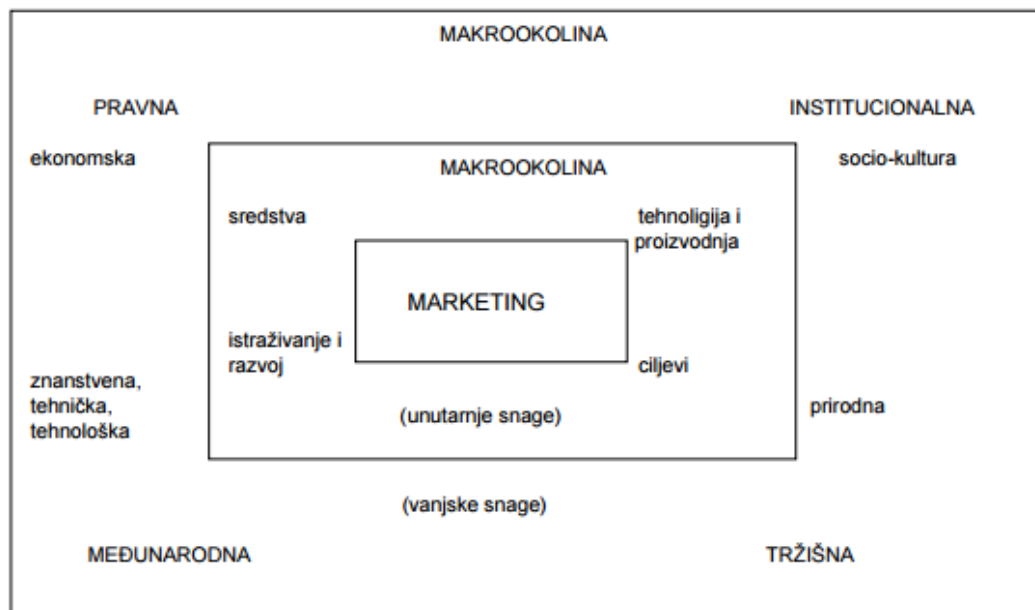 MAKROOKOLINA
PRAVNA
INSTITUCIONALNA
ekonomska
socio-kultura
MAKROOKOLINA
sredstva
tehnoligija i
proizvodnja
MARKETING
istraživanje i
razvoj
ciljevi
znanstvena,
tehnička,
tehnološka
prirodna
(unutarnje snage)
(vanjske snage)
MEĐUNARODNA
TRŽIŠNA